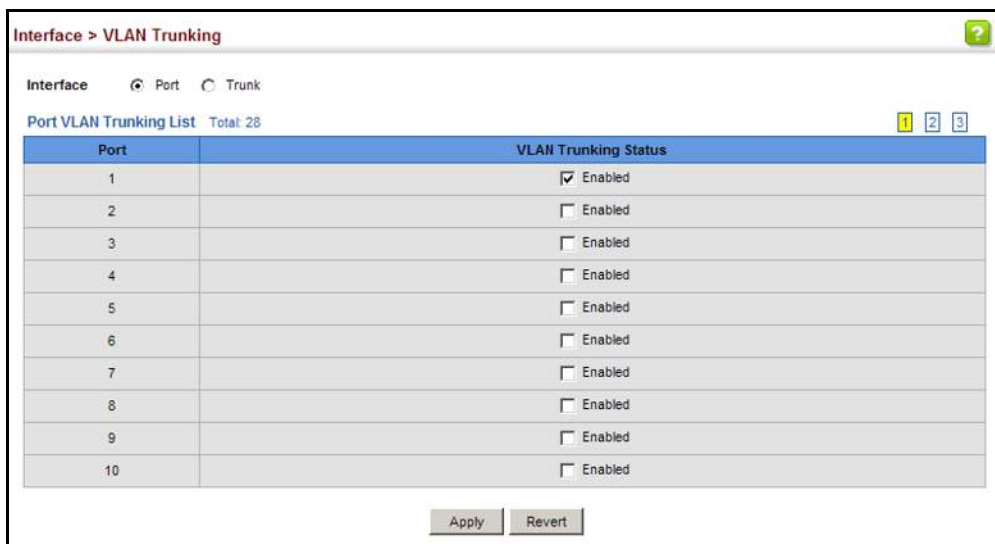 Interface > VLAN Trunking
?
Interface Port Trunk
Port VLAN Trunking List Total: 28 1 2 3
Port VLAN Trunking Status
1 Enabled
2 Enabled
3 Enabled
4 Enabled
5 Enabled
6 Enabled
7 Enabled
8 Enabled
9 Enabled
10 Enabled
Apply Revert